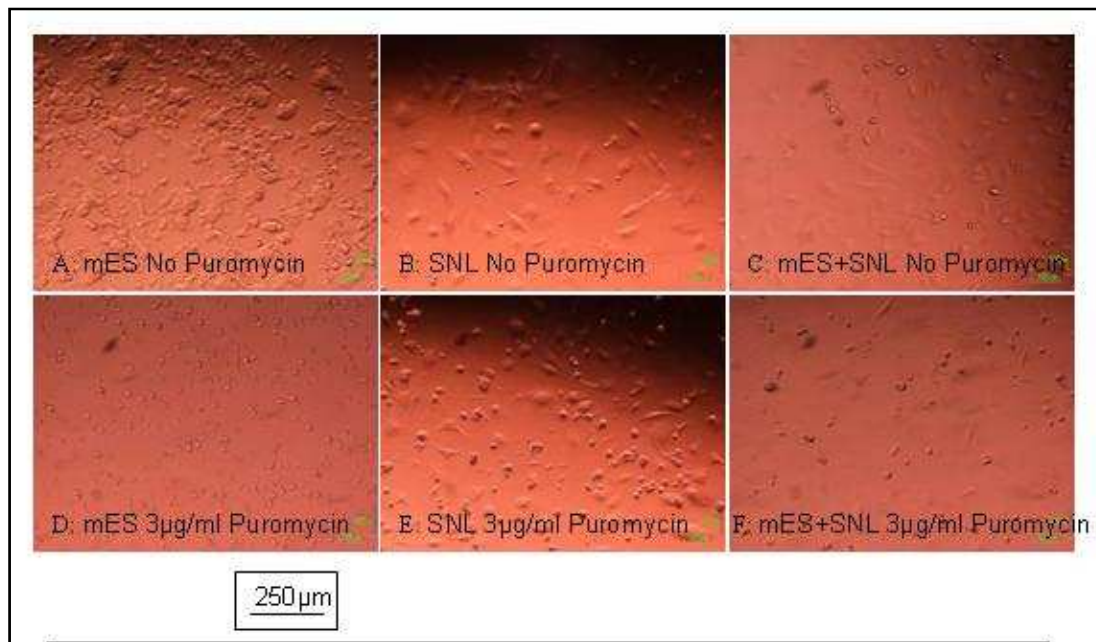 A: mES No Puromycin
B: SNL No Puromycin
C: mES+SNL No Puromycin
D: mES 3µg/ml Puromycin
E: SNL 3µg/ml Puromycin
F: mES+SNL 3µg/ml Puromycin
250µm